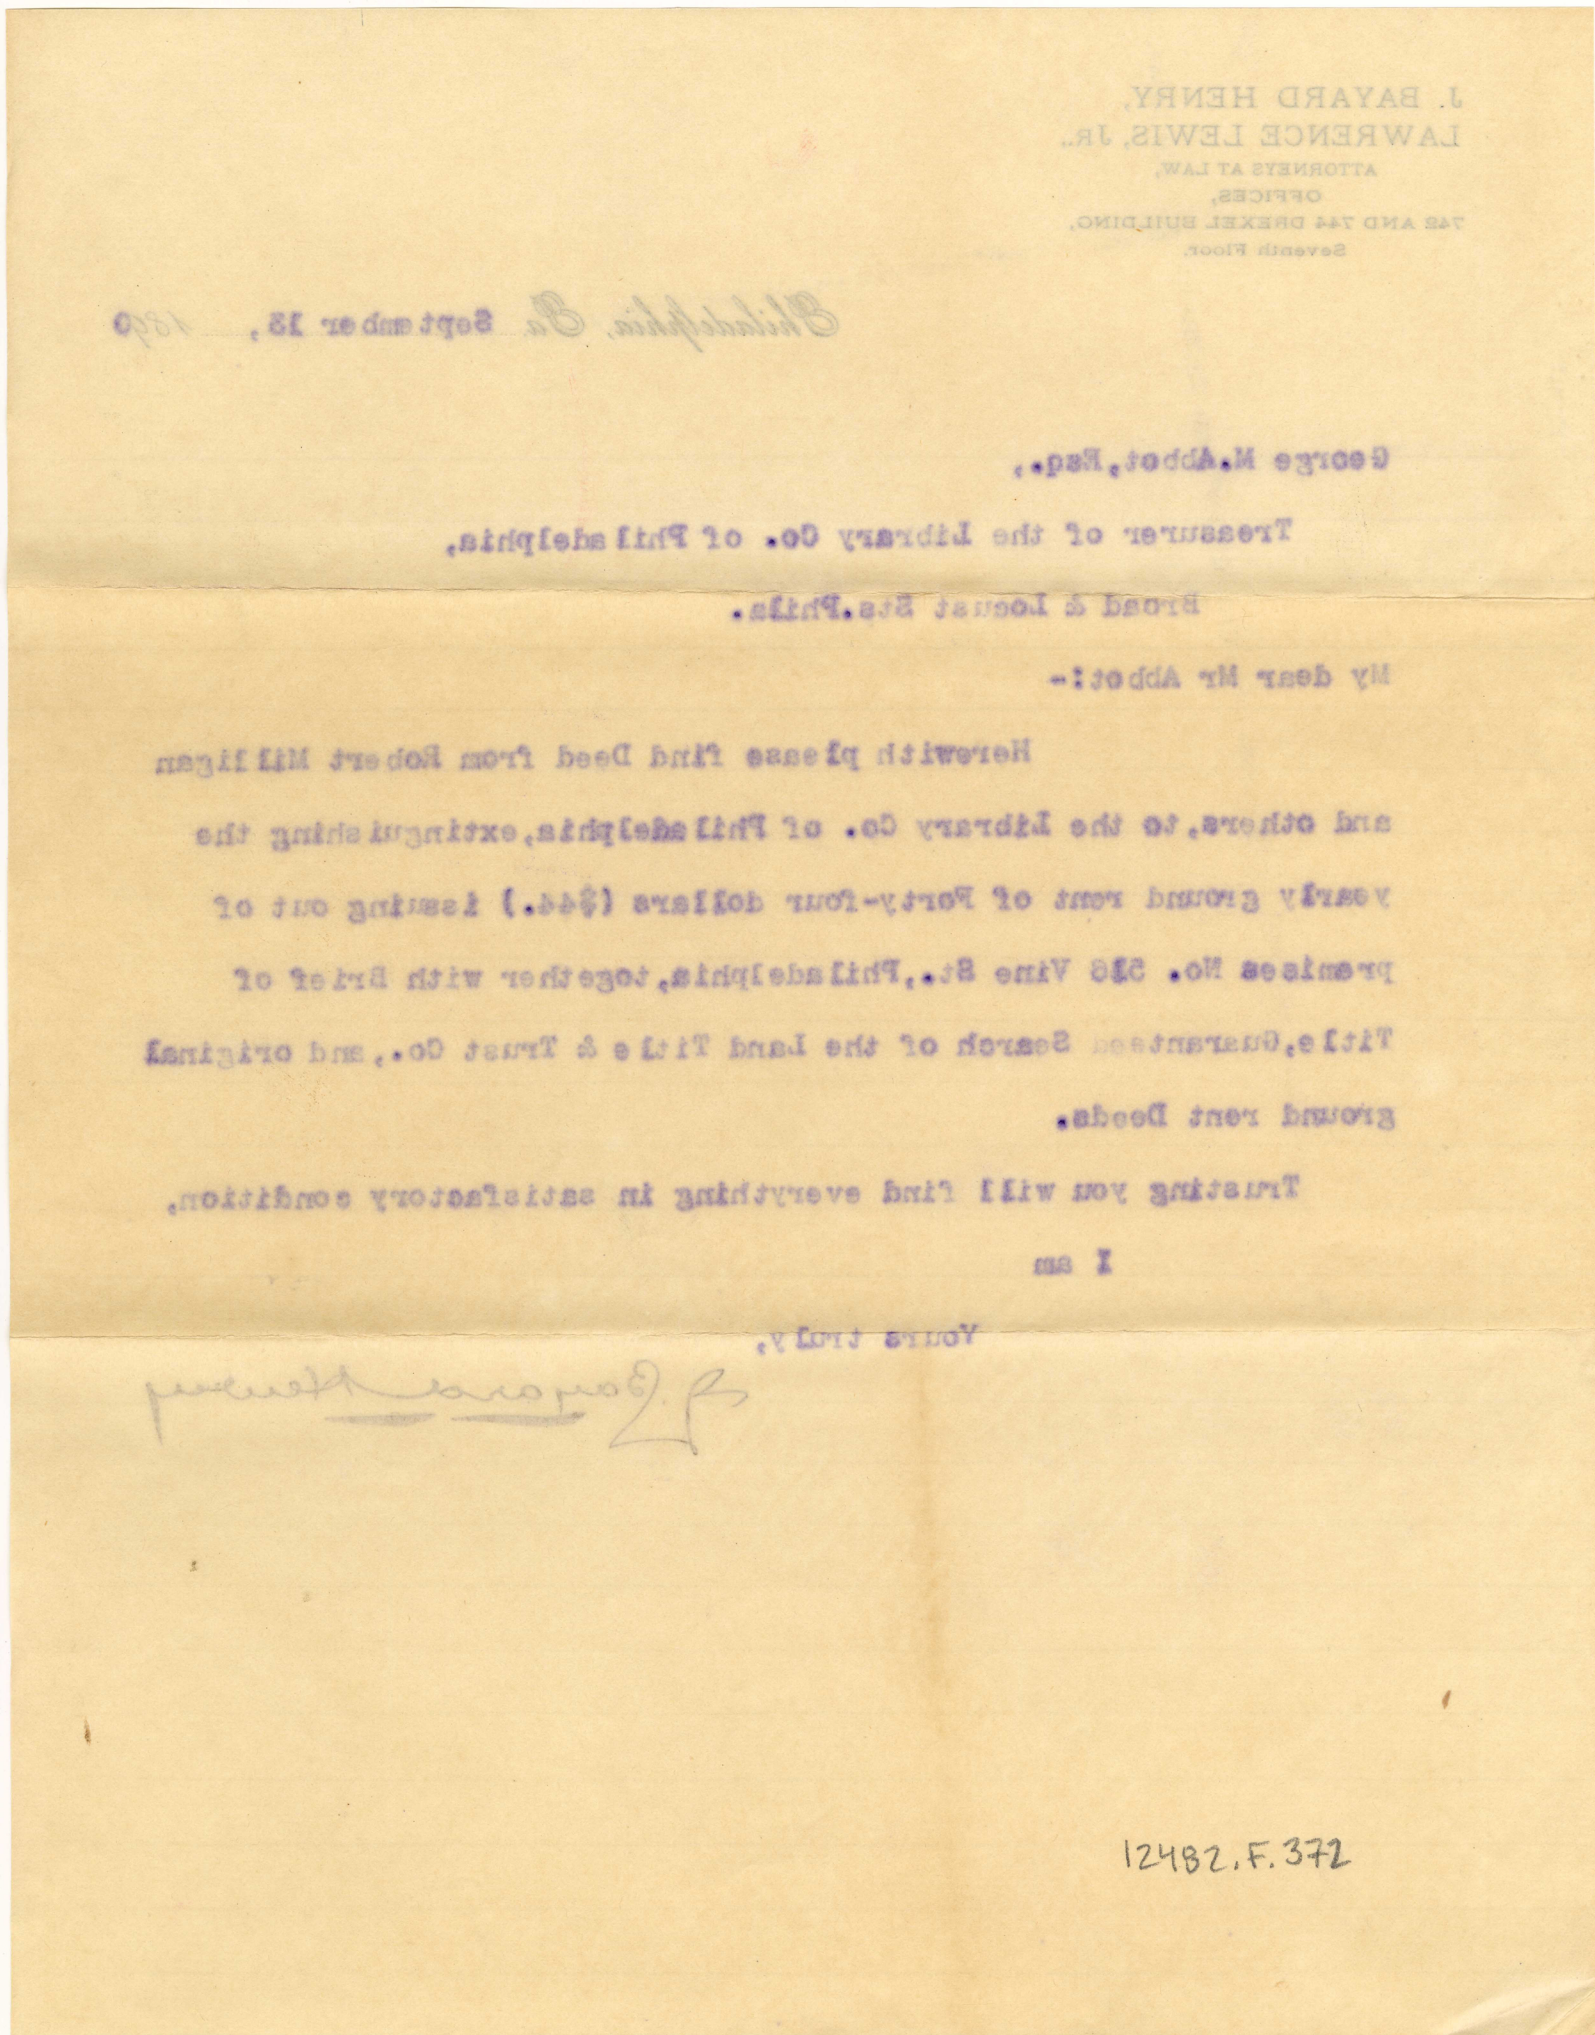 J. BAYARD HENRY,
LAWRENCE LEWIS, JR.,
ATTORNEYS AT LAW,
OFFICES,
742 AND 744 DREXEL BUILDING,
Seventh Floor.
Philadelphia, Pa. September 13, 1890
George M.Abbot,Esq.,
Treasurer of the Library Co. of Philadelphia,
Broad & Locust Sts.Phila.
My dear Mr Abbot:-
Herewith please find Deed from Robert Milligan
and others,to the Library Co. of Philadelphia,extinguishing the
yearly ground rent of Forty-four dollars ($44.) issuing out of
premises No. 516 Vine St.,Philadelphia,together with Brief of
Title,Guaranteed Search of the Land Title & Trust Co.,and original
ground rent Deeds.
Trusting you will find everything in satisfactory condition,
I am
Yours truly,
J. Bayard Henry
12482.F.372